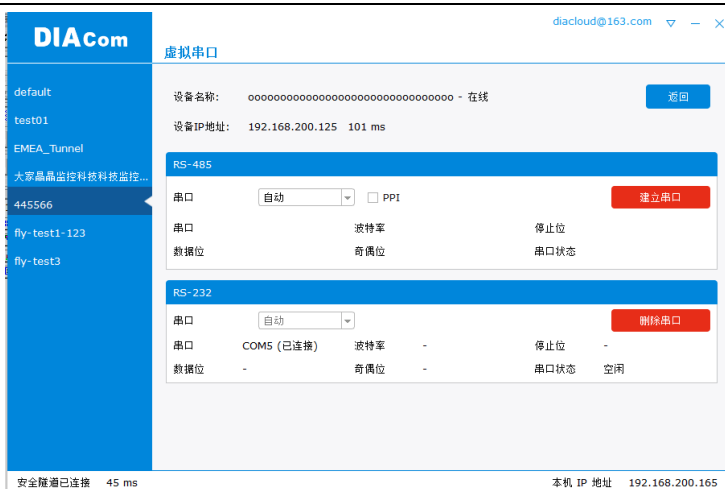 DIACom
diacloud@163.com
虚拟串口
default
test01
EMEA_Tunnel
大家晶晶监控科技科技监控...
445566
fly-test1-123
fly-test3
设备名称: oooooooooooooooooooooooooooooooo - 在线
返回
设备IP地址: 192.168.200.125 101 ms
RS-485
串口 自动 PPI 建立串口
串口 波特率 停止位
数据位 奇偶位 串口状态
RS-232
串口 自动 删除串口
串口 COM5 (已连接) 波特率 - 停止位 -
数据位 - 奇偶位 - 串口状态 空闲
安全隧道已连接 45 ms
本机 IP 地址 192.168.200.165